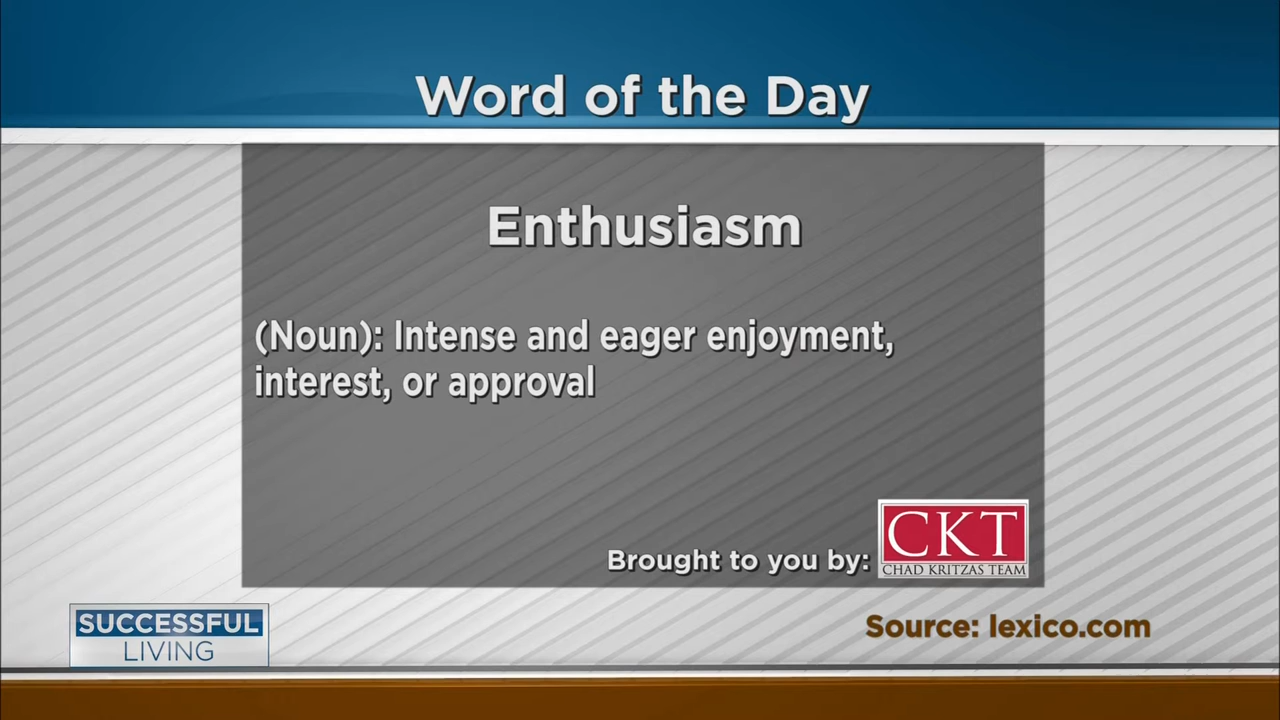 Word of the Day
Enthusiasm
(Noun): Intense and eager enjoyment,
interest, or approval
Brought to you by:
CKT
CHAD KRITZAS TEAM
SUCCESSFUL
LIVING
Source: lexico.com